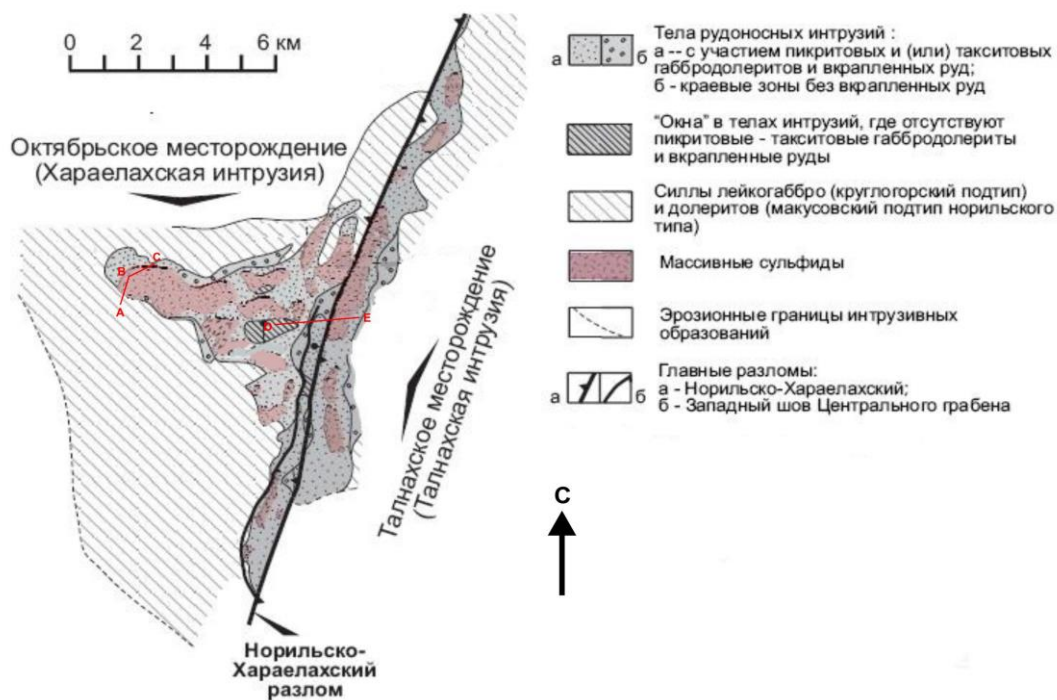 0 2 4 6 км
Октябрьское месторождение
(Хараелахская интрузия)
A
B
C
D
E
Талнахское месторождение
(Талнахская интрузия)
Норильско-
Хараелахский
разлом
а
б
Тела рудоносных интрузий :
а -- с участием пикритовых и (или) такситовых
габбродолеритов и вкрапленных руд;
б - краевые зоны без вкрапленных руд
"Окна" в телах интрузий, где отсутствуют
пикритовые - такситовые габбродолериты
и вкрапленные руды
Силлы лейкогаббро (круглогорский подтип)
и долеритов (макусовский подтип норильского
типа)
Массивные сульфиды
Эрозионные границы интрузивных
образований
а
б
Главные разломы:
а - Норильско-Хараелахский;
б - Западный шов Центрального грабена
С